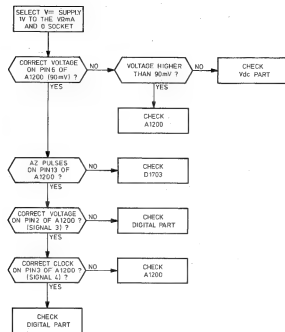 SELECT V⎓ SUPPLY
1V TO THE VΩmA
AND 0 SOCKET
CORRECT VOLTAGE
ON PIN 6 OF
A1200 (90mV) ?
NO
VOLTAGE HIGHER
THAN 90mV ?
NO
CHECK
Vdc PART
YES
YES
CHECK
A1200
AZ PULSES
ON PIN13 OF
A1200 ?
NO
CHECK
D1703
YES
CORRECT VOLTAGE
ON PIN2 OF A1200 ?
(SIGNAL 3) ?
NO
CHECK
DIGITAL PART
YES
CORRECT CLOCK
ON PIN3 OF A1200 ?
(SIGNAL 4) ?
NO
CHECK
A1200
YES
CHECK
DIGITAL PART